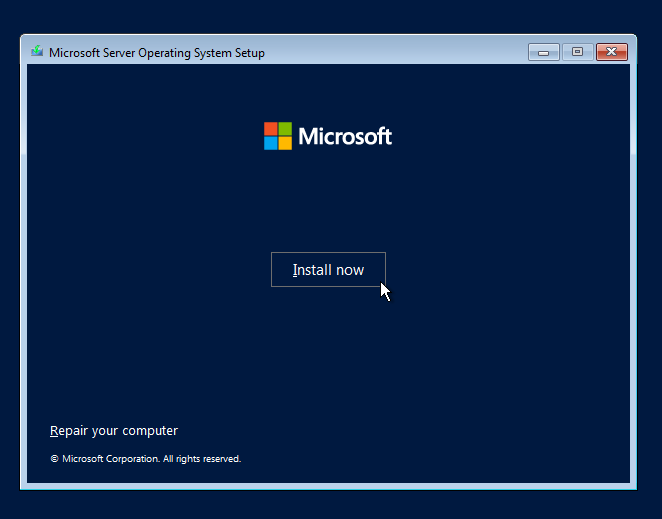 Microsoft Server Operating System Setup
Microsoft
Install now
Repair your computer
© Microsoft Corporation. All rights reserved.